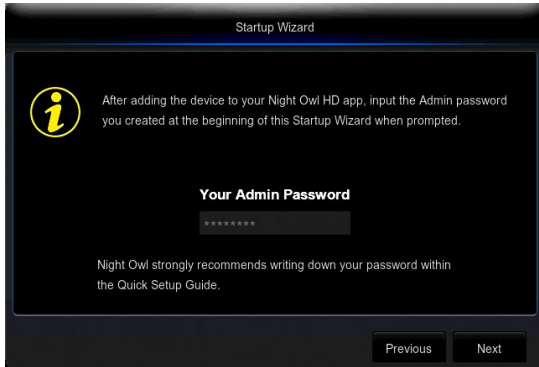 Startup Wizard
After adding the device to your Night Owl HD app, input the Admin password
you created at the beginning of this Startup Wizard when prompted.
Your Admin Password
********
Night Owl strongly recommends writing down your password within
the Quick Setup Guide.
Previous
Next